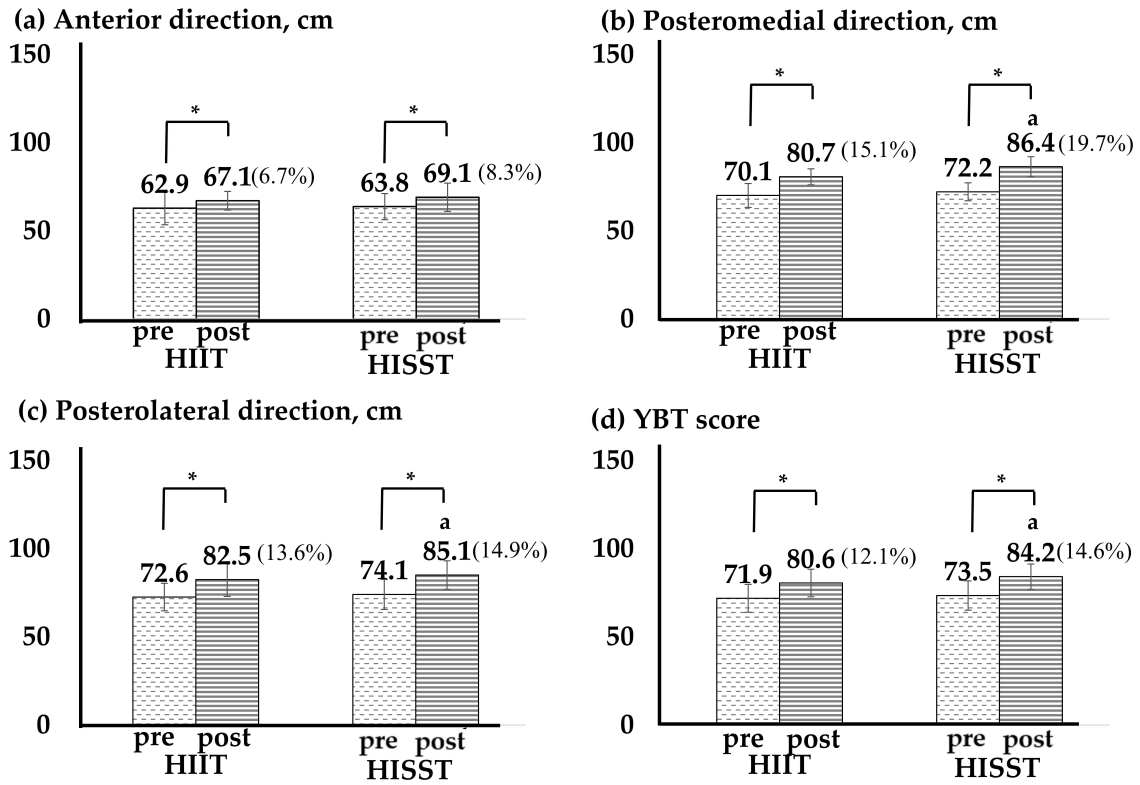 (a) Anterior direction, cm
150
100
50
0
*
*
62.9
67.1(6.7%)
63.8
69.1 (8.3%)
pre post
HIIT
pre post
HISST
(b) Posteromedial direction, cm
150
100
50
0
*
*
a
70.1
80.7 (15.1%)
72.2
86.4 (19.7%)
pre post
HIIT
pre post
HISST
(c) Posterolateral direction, cm
150
100
50
0
*
*
a
72.6
82.5 (13.6%)
74.1
85.1(14.9%)
pre post
HIIT
pre post
HISST
(d) YBT score
150
100
50
0
*
*
a
71.9
80.6 (12.1%)
73.5
84.2(14.6%)
pre post
HIIT
pre post
HISST